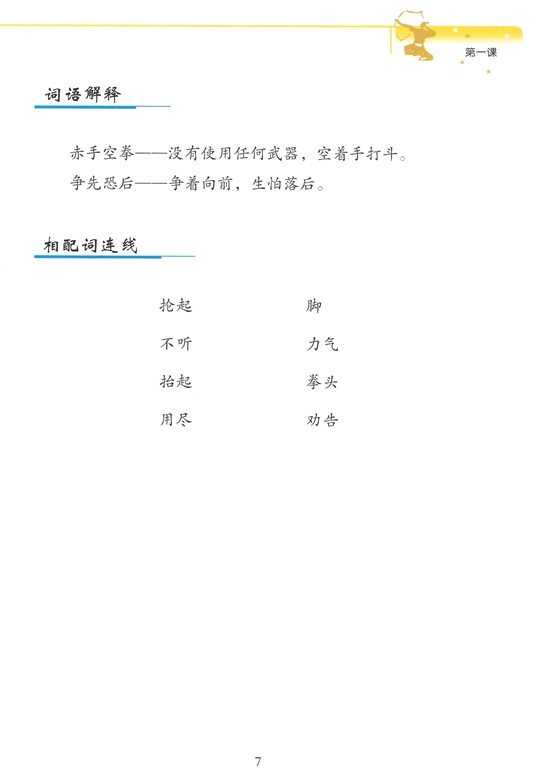 第一课
词语解释
赤手空拳——没有使用任何武器，空着手打斗。
争先恐后——争着向前，生怕落后。
相配词连线
抡起 脚
不听 力气
抬起 拳头
用尽 劝告
7